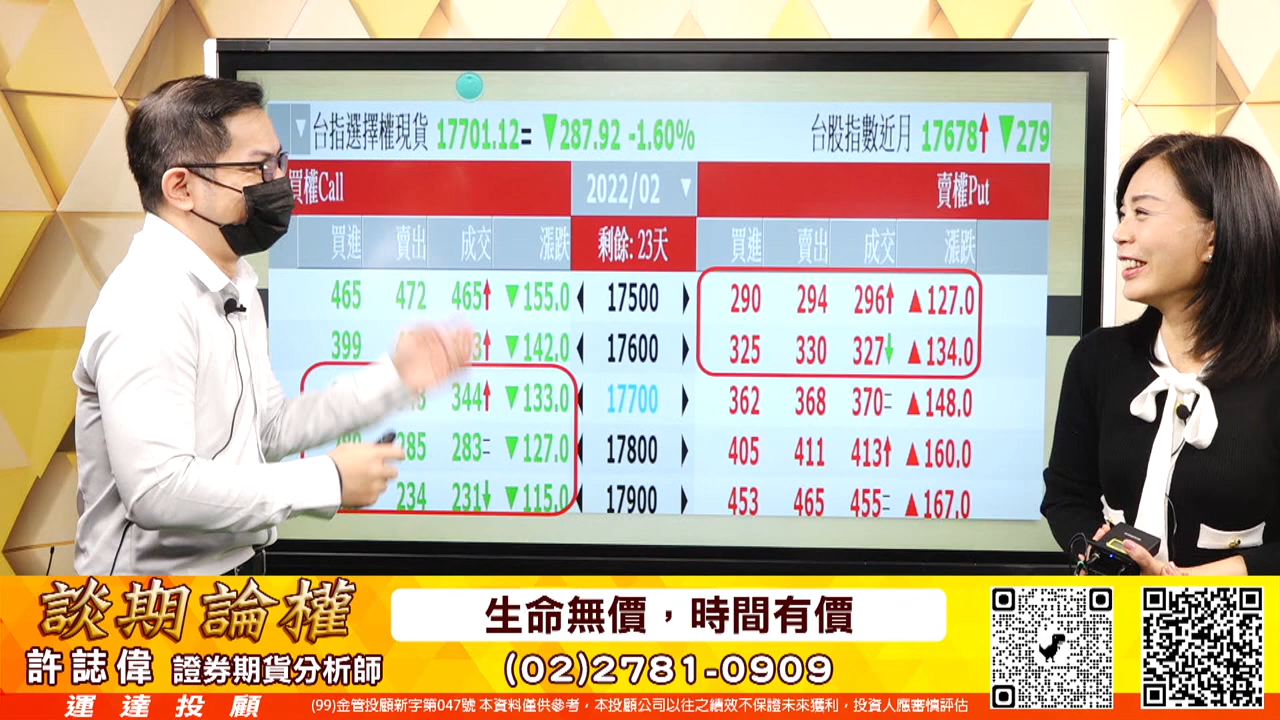 台指選擇權現貨 17701.12= ▼287.92 -1.60% 台股指數近月 17678↑ ▼279
買權Call 2022/02 ▼ 賣權Put
買進 賣出 成交 漲跌 剩餘: 23天 買進 賣出 成交 漲跌
465 472 465↑ ▼155.0 17500 290 294 296↑ ▲127.0
399 ▼142.0 17600 325 330 327↓ ▲134.0
344↑ ▼133.0 17700 362 368 370= ▲148.0
285 283= ▼127.0 17800 405 411 413↑ ▲160.0
234 231↓ ▼115.0 17900 453 465 455= ▲167.0
談期論權
許誌偉 證券期貨分析師
生命無價，時間有價
(02)2781-0909
運達投顧
(99)金管投顧新字第047號 本資料僅供參考，本投顧公司以往之績效不保證未來獲利，投資人應審慎評估